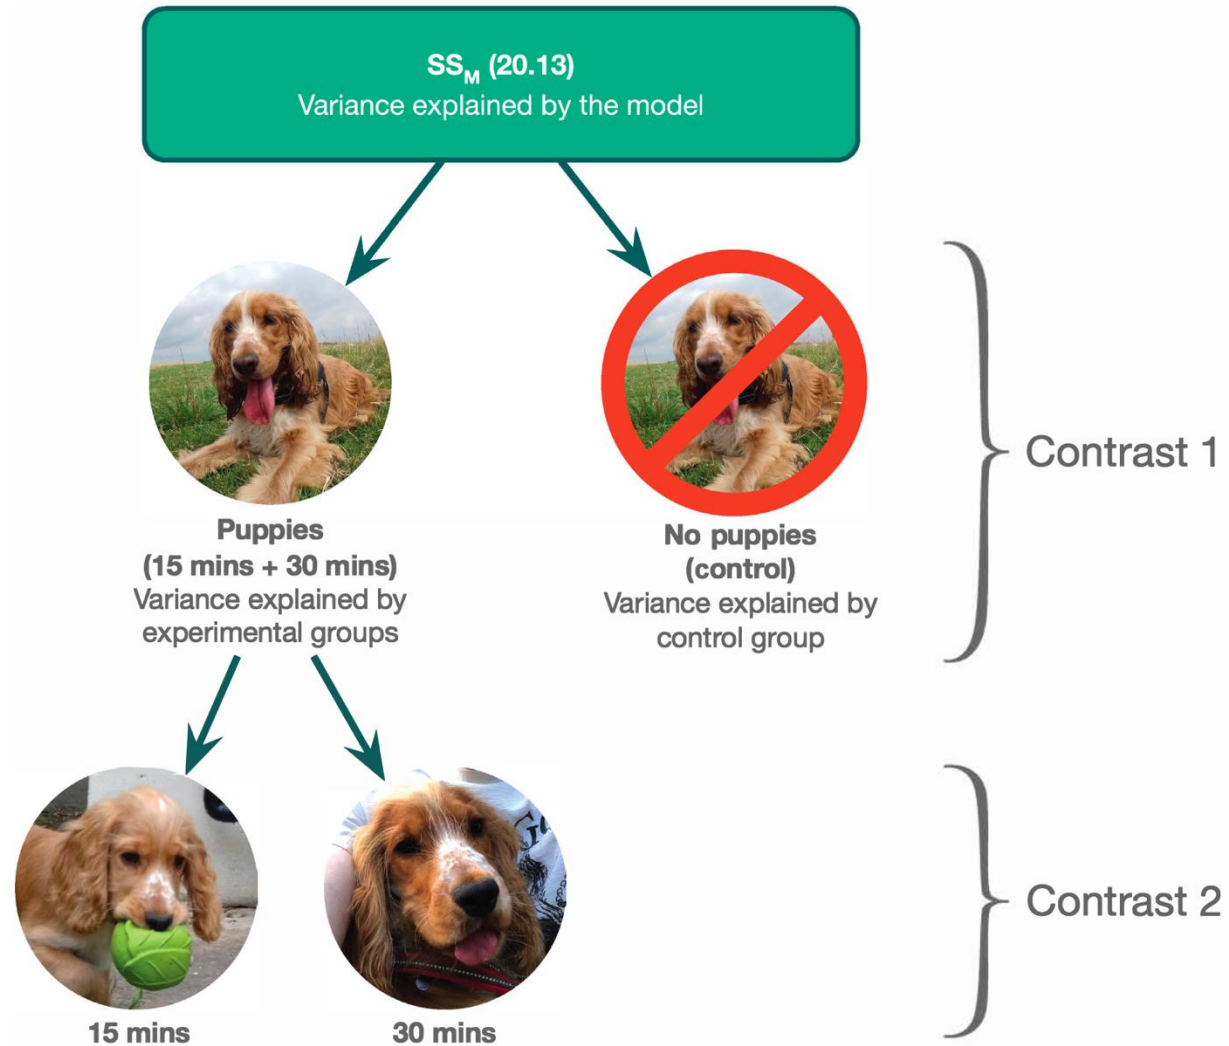 SSM (20.13)
Variance explained by the model
Puppies
(15 mins + 30 mins)
Variance explained by
experimental groups
No puppies
(control)
Variance explained by
control group
Contrast 1
15 mins
30 mins
Contrast 2